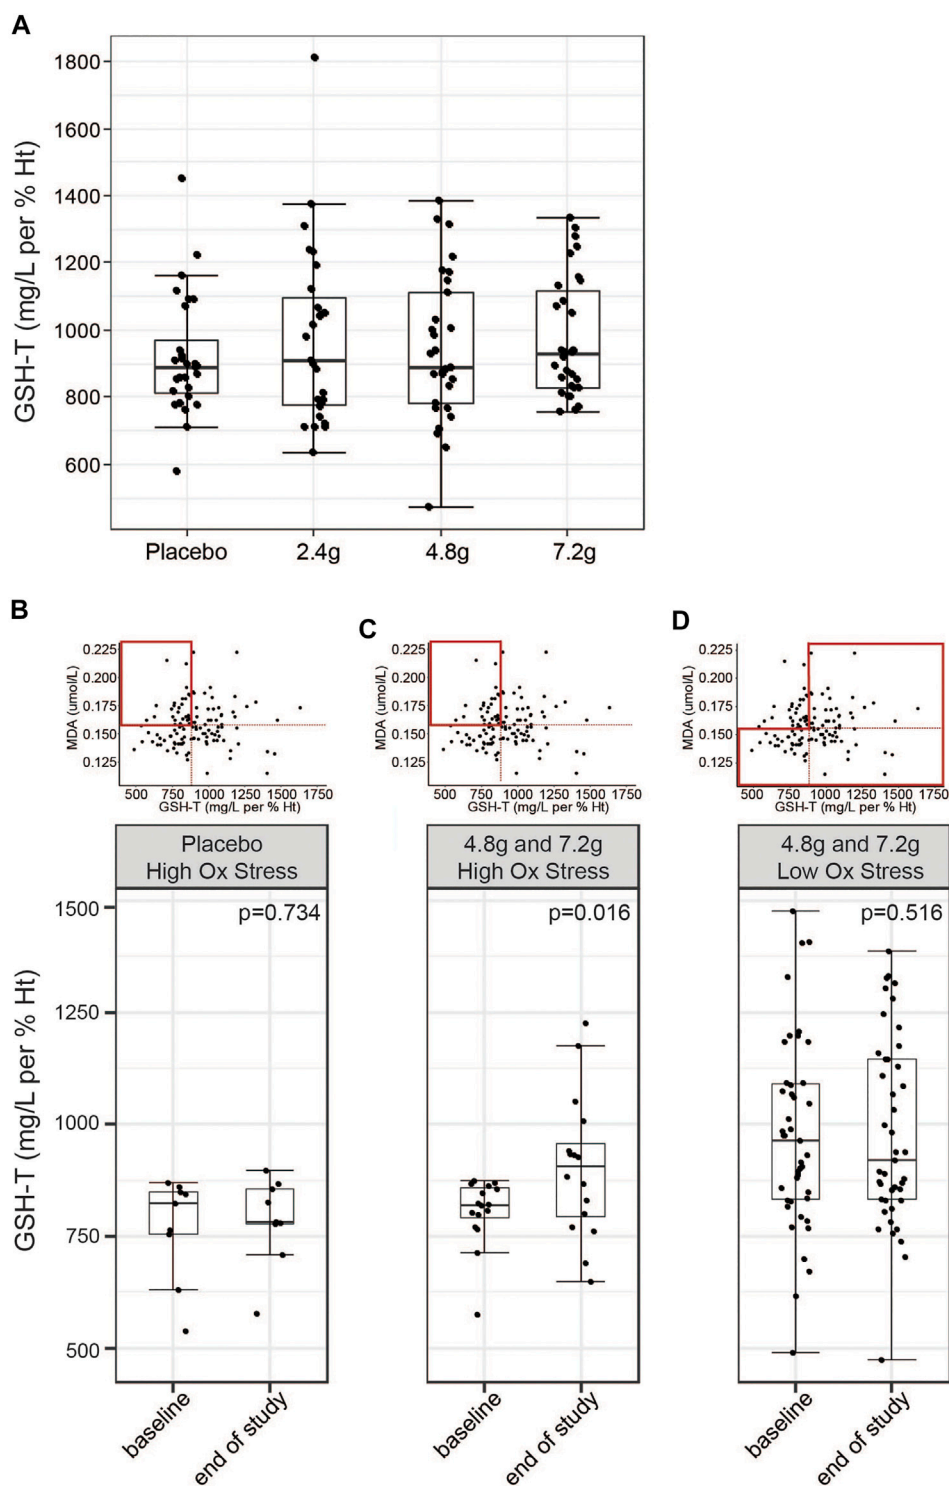 A
GSH-T (mg/L per % Ht)
1800
1600
1400
1200
1000
800
600
Placebo 2.4g 4.8g 7.2g
B
MDA (umol/L)
0.225
0.200
0.175
0.150
0.125
500 750 1000 1250 1500 1750
GSH-T (mg/L per % Ht)
C
MDA (umol/L)
0.225
0.200
0.175
0.150
0.125
500 750 1000 1250 1500 1750
GSH-T (mg/L per % Ht)
D
MDA (umol/L)
0.225
0.200
0.175
0.150
0.125
500 750 1000 1250 1500 1750
GSH-T (mg/L per % Ht)
GSH-T (mg/L per % Ht)
1500
1250
1000
750
500
Placebo
High Ox Stress
p=0.734
baseline
end of study
4.8g and 7.2g
High Ox Stress
p=0.016
baseline
end of study
4.8g and 7.2g
Low Ox Stress
p=0.516
baseline
end of study